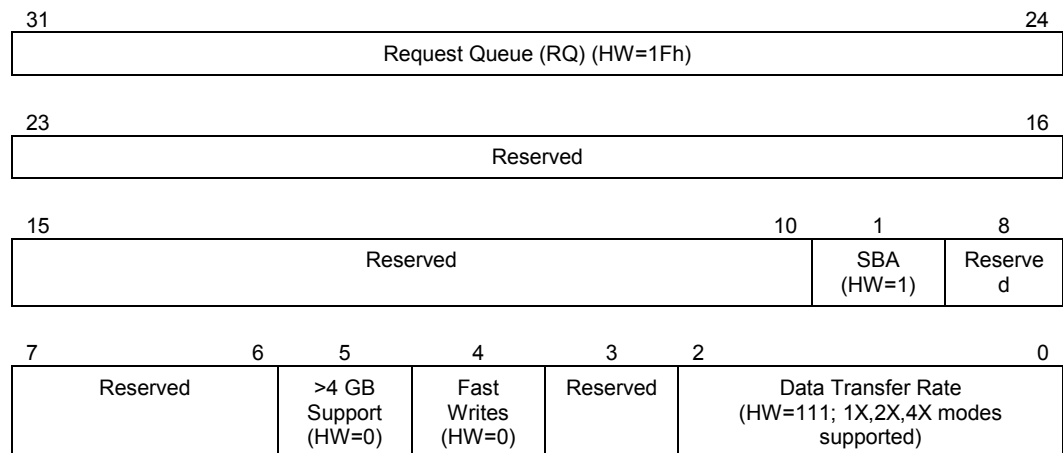 31 24
Request Queue (RQ) (HW=1Fh)
23 16
Reserved
15 10 1 8
Reserved SBA Reserve
(HW=1) d
7 6 5 4 3 2 0
Reserved >4 GB Fast Reserved Data Transfer Rate
Support Writes (HW=111; 1X,2X,4X modes
(HW=0) (HW=0) supported)